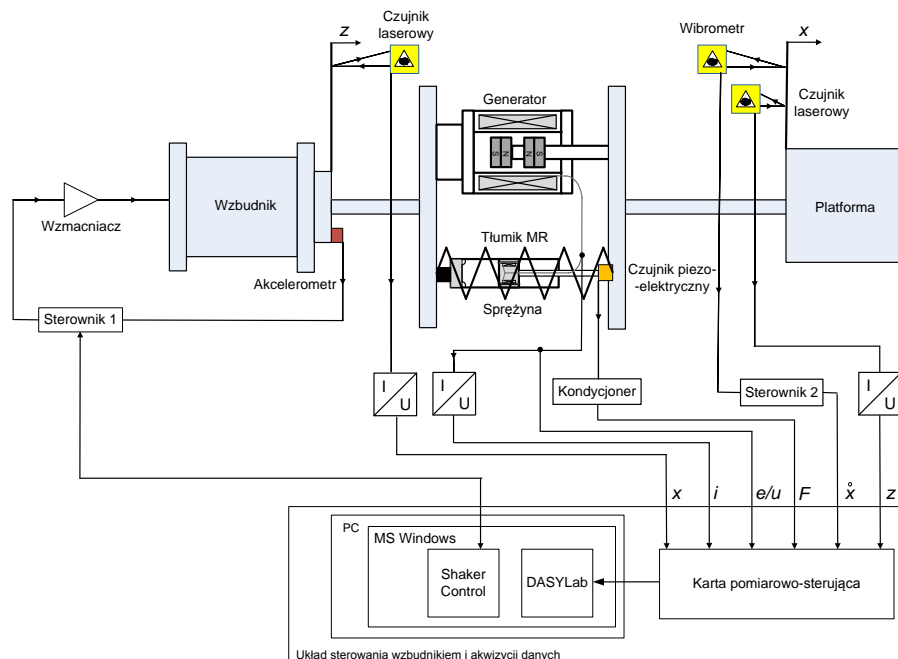 z
Czujnik
laserowy
Wibrometr
x
Czujnik
laserowy
Generator
S
N
N
S
Wzmacniacz
Wzbudnik
Akcelerometr
Tłumik MR
Sprężyna
Czujnik piezo-
-elektryczny
Platforma
Sterownik 1
I
U
I
U
Kondycjoner
Sterownik 2
I
U
x
i
e/u
F
x̊
z
PC
MS Windows
Shaker
Control
DASYLab
Karta pomiarowo-sterująca
Układ sterowania wzbudnikiem i akwizycji danych